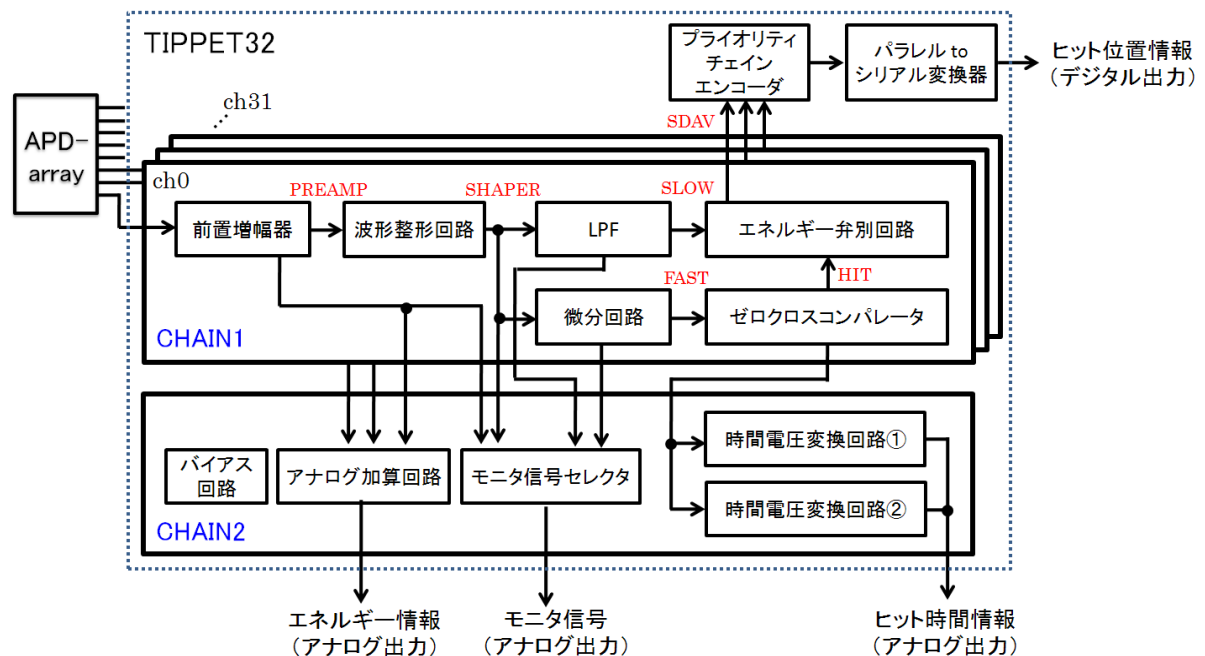 TIPPET32
プライオリティ
チェイン
エンコーダ
パラレル to
シリアル変換器
ヒット位置情報
(デジタル出力)
APD-
array
ch31
SDAV
ch0
PREAMP
SHAPER
SLOW
前置増幅器
波形整形回路
LPF
エネルギー弁別回路
FAST
HIT
微分回路
ゼロクロスコンパレータ
CHAIN1
時間電圧変換回路①
バイアス
回路
アナログ加算回路
モニタ信号セレクタ
時間電圧変換回路②
CHAIN2
エネルギー情報
(アナログ出力)
モニタ信号
(アナログ出力)
ヒット時間情報
(アナログ出力)